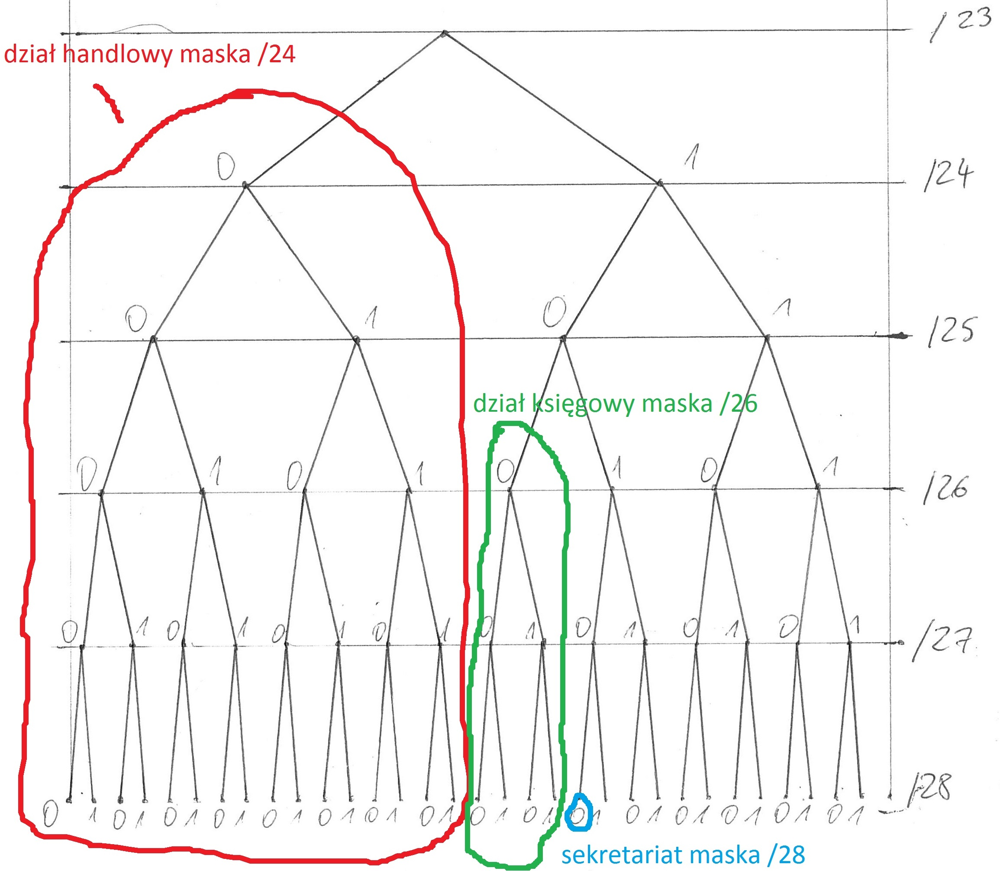 /23
dział handlowy maska /24
0 1 /24
0 1 0 1 /25
dział księgowy maska /26
0 1 0 1 0 1 0 1 /26
0 1 0 1 0 1 0 1 0 1 0 1 0 1 0 1 /27
/28
0 1 0 1 0 1 0 1 0 1 0 1 0 1 0 1 0 1 0 1 0 1 0 1 0 1 0 1 0 1 0 1
sekretariat maska /28